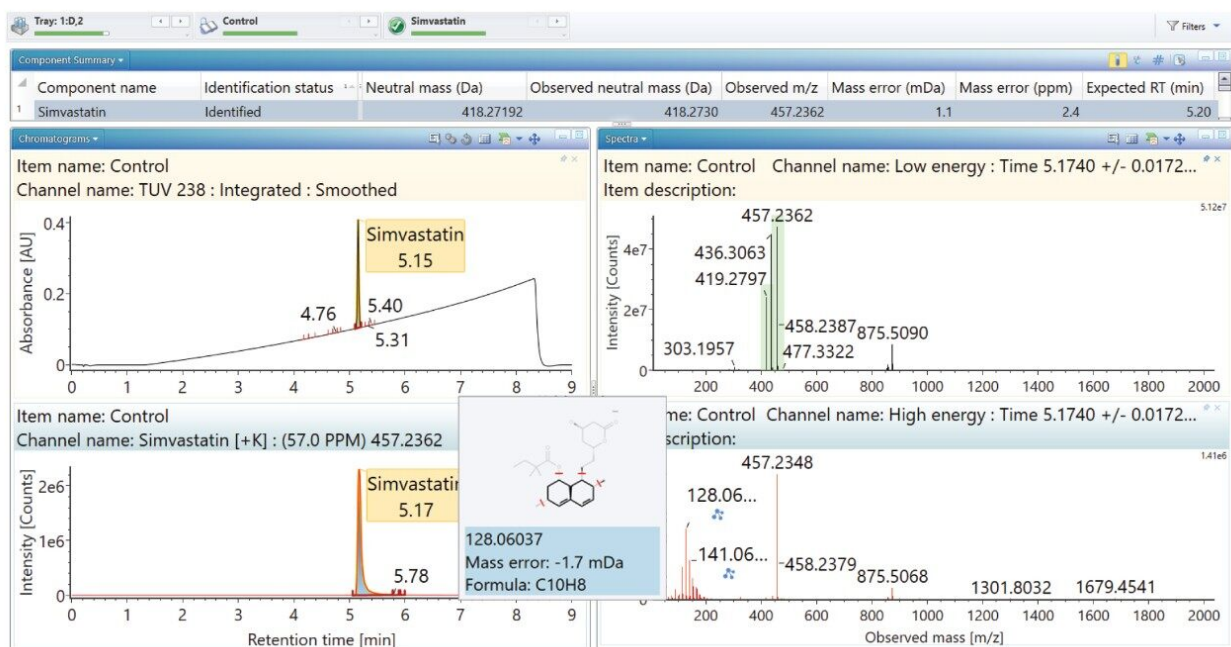 Tray: 1:D,2
Control
Simvastatin
Filters
Component Summary
Component name Identification status Neutral mass (Da) Observed neutral mass (Da) Observed m/z Mass error (mDa) Mass error (ppm) Expected RT (min)
1 Simvastatin Identified 418.27192 418.2730 457.2362 1.1 2.4 5.20
Chromatograms
Item name: Control
Channel name: TUV 238 : Integrated : Smoothed
Absorbance [AU]
0.4
0.2
0
Simvastatin
5.15
4.76
5.40
5.31
0 1 2 3 4 5 6 7 8 9
Item name: Control
Channel name: Simvastatin [+K] : (57.0 PPM) 457.2362
Intensity [Counts]
2e6
1e6
0
Simvastatin
5.17
5.78
0 1 2 3 4
Retention time [min]
128.06037
Mass error: -1.7 mDa
Formula: C10H8
Spectra
Item name: Control Channel name: Low energy : Time 5.1740 +/- 0.0172...
Item description:
5.12e7
Intensity [Counts]
4e7
2e7
0
457.2362
436.3063
419.2797
458.2387
875.5090
303.1957
477.3322
200 400 600 800 1000 1200 1400 1600 1800 2000
name: Control Channel name: High energy : Time 5.1740 +/- 0.0172...
scription:
1.41e6
457.2348
128.06...
141.06...
458.2379
875.5068
1301.8032
1679.4541
200 400 600 800 1000 1200 1400 1600 1800 2000
Observed mass [m/z]